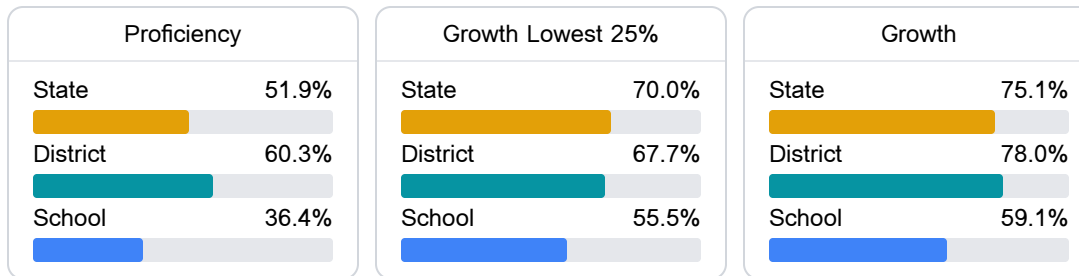 Proficiency
State 51.9%
District 60.3%
School 36.4%
Growth Lowest 25%
State 70.0%
District 67.7%
School 55.5%
Growth
State 75.1%
District 78.0%
School 59.1%